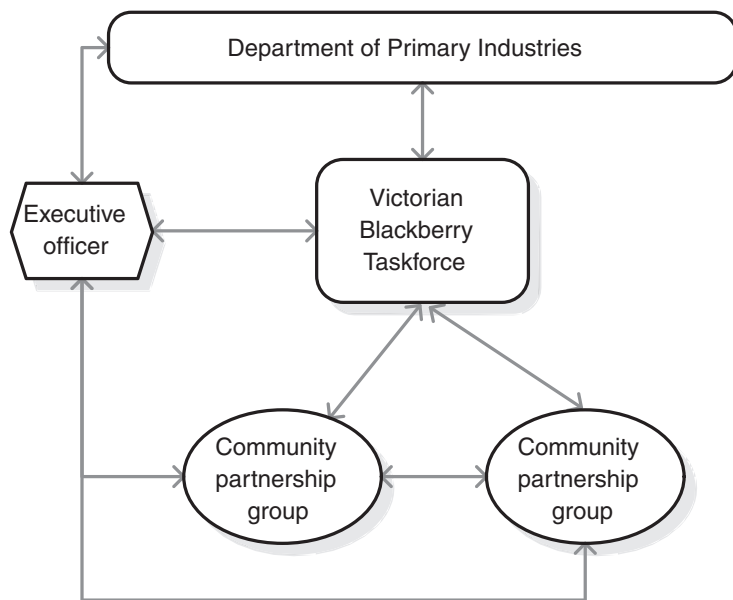 Department of Primary Industries
Executive
officer
Victorian
Blackberry
Taskforce
Community
partnership
group
Community
partnership
group